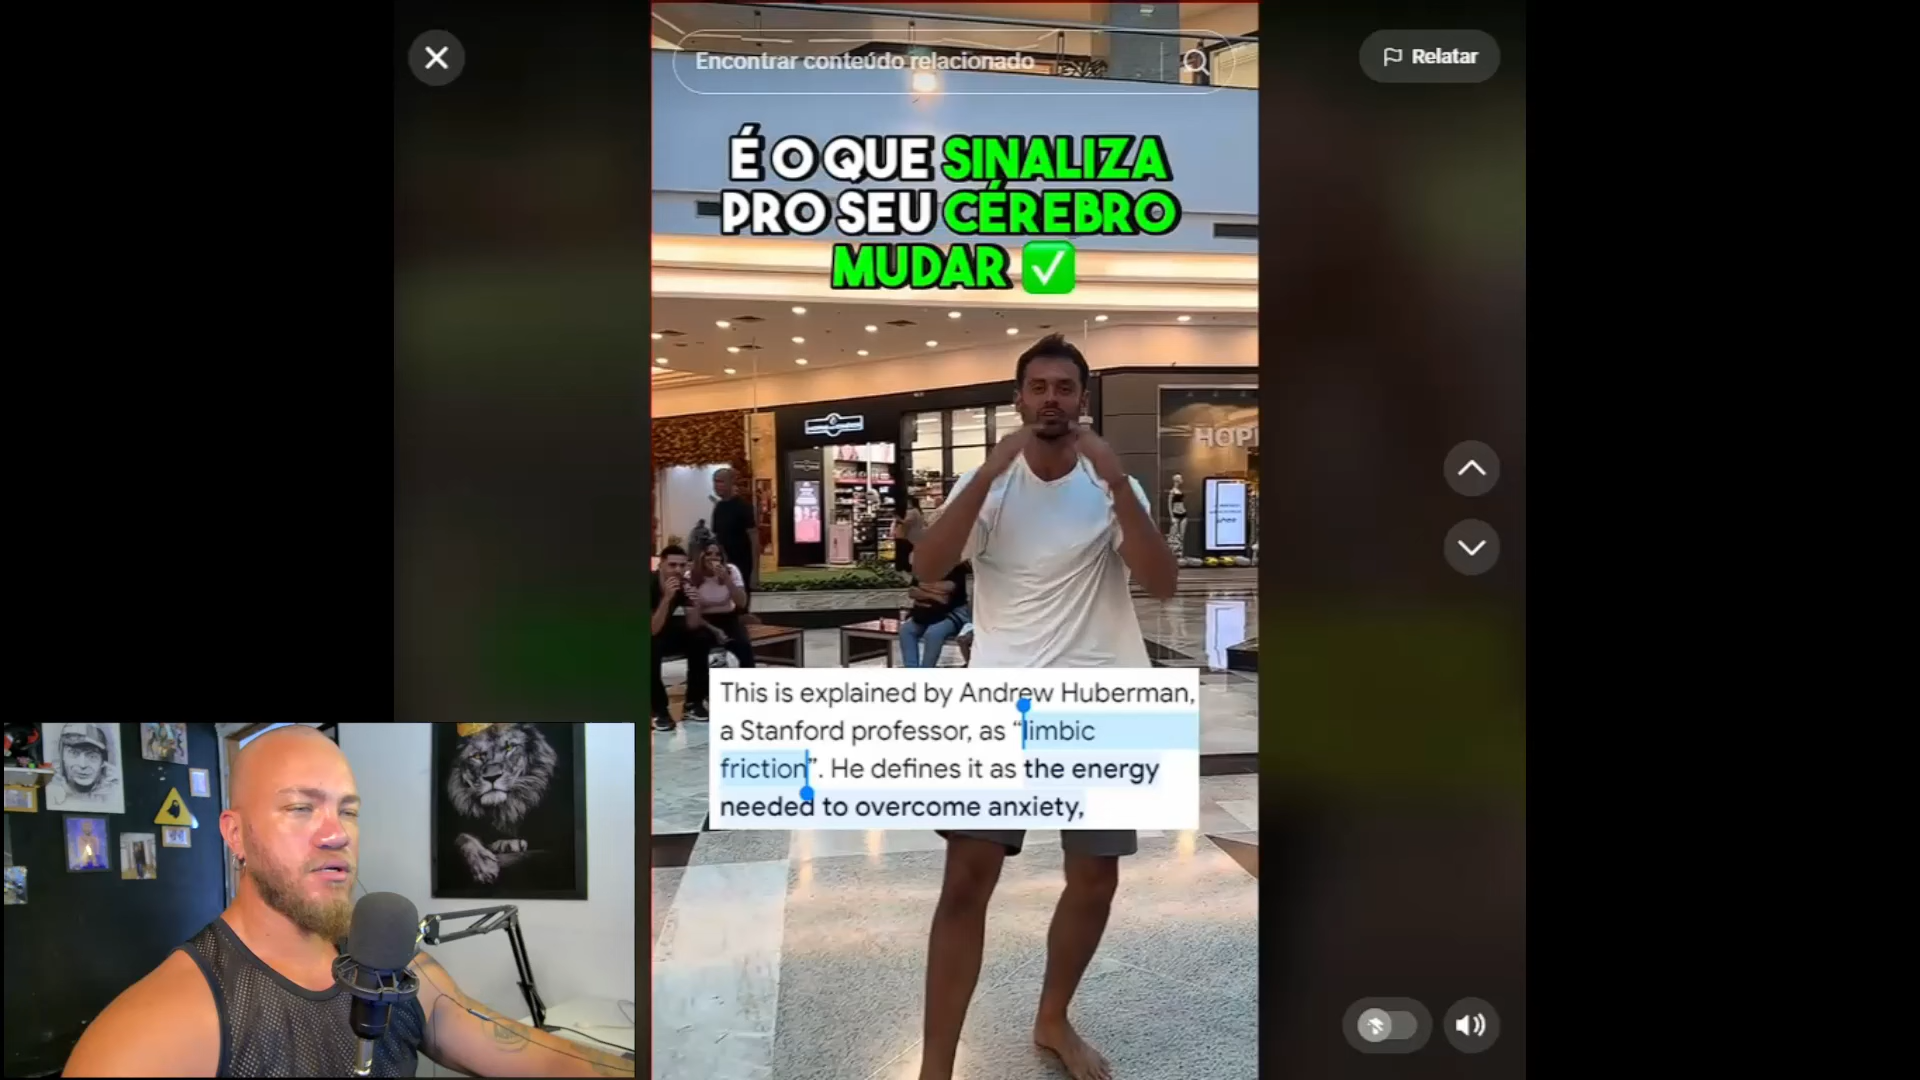 Encontrar conteúdo relacionado
Relatar
É O QUE SINALIZA
PRO SEU CÉREBRO
MUDAR ✅
HOPE
This is explained by Andrew Huberman,
a Stanford professor, as “limbic
friction”. He defines it as the energy
needed to overcome anxiety,